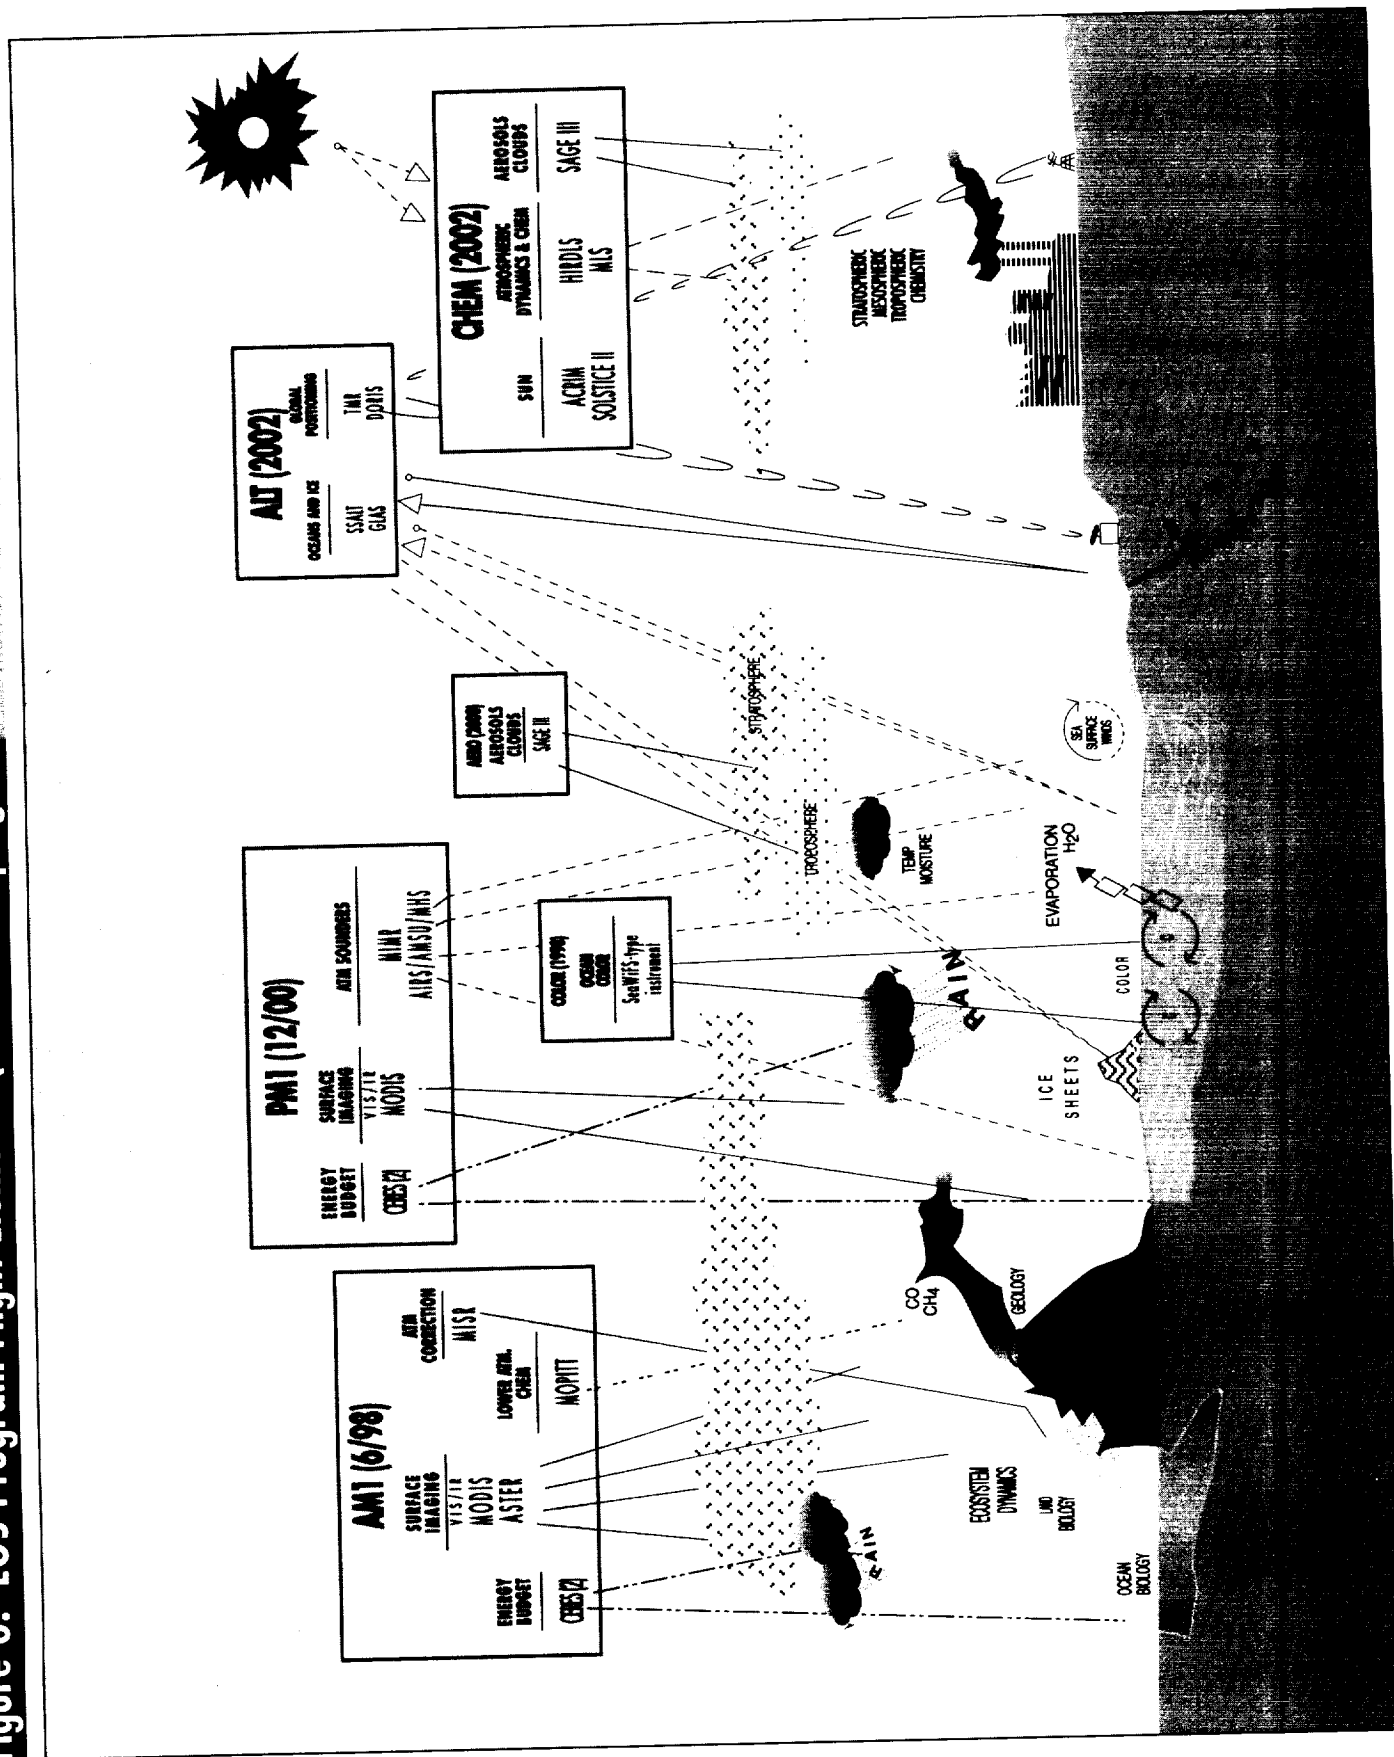 AM1 (6/98)
ENERGY
BUDGET
CERES (2)
SURFACE
IMAGING
VIS/IR
MODIS
ASTER
LOWER ATM.
CHEM
MOPITT
ATM
CORRECTION
MISR
PM1 (12/00)
ENERGY
BUDGET
CERES (2)
SURFACE
IMAGING
VIS/IR
MODIS
ATM SOUNDERS
MIMR
AIRS/AMSU/MHS
COLOR (1998)
OCEAN
COLOR
SeaWiFS-type
instrument
AERO (2000)
AEROSOLS
CLOUDS
SAGE III
ALT (2002)
OCEANS AND ICE
SSALT
GLAS
GLOBAL
POSITIONING
TMR
DORIS
CHEM (2002)
SUN
ACRIM
SOLSTICE II
ATMOSPHERIC
DYNAMICS & CHEM
HIRDLS
MLS
AEROSOLS
CLOUDS
SAGE III
STRATOSPHERE
TROPOSPHERE
TEMP
MOISTURE
RAIN
RAIN
CO
CH4
GEOLOGY
ECOSYSTEM
DYNAMICS
LAND
BIOLOGY
OCEAN
BIOLOGY
ICE
SHEETS
COLOR
EVAPORATION
H2O
SEA
SURFACE
WINDS
STRATOSPHERIC
MESOSPHERIC
TROPOSPHERIC
CHEMISTRY